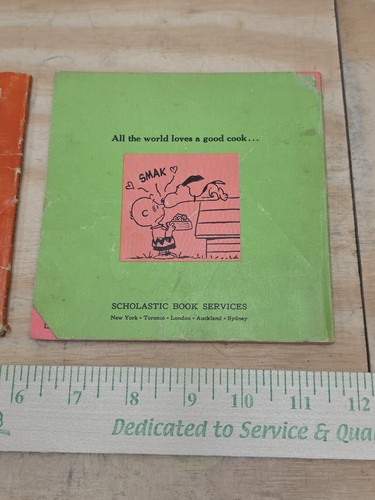 All the world loves a good cook...
SMAK
SCHOLASTIC BOOK SERVICES
New York • Toronto • London • Auckland • Sydney
6 7 8 9 10 11 12
Dedicated to Service & Qua